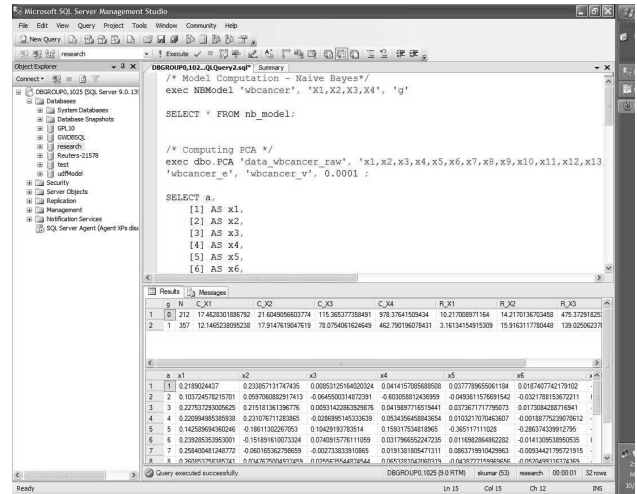 Microsoft SQL Server Management Studio
File Edit View Query Project Tools Window Community Help
New Query
research
Execute
Object Explorer
DBGROUP0,102...QLQuery2.sql* Summary
Connect
DBGROUP0,1025 (SQL Server 9.0.139
Databases
System Databases
Database Snapshots
GPL10
GWDBSQL
research
Reuters-21578
test
udfModel
Security
Server Objects
Replication
Management
Notification Services
SQL Server Agent (Agent XPs disa
/* Model Computation - Naive Bayes*/
exec NBModel 'wbcancer', 'X1,X2,X3,X4', 'g'
SELECT * FROM nb_model;
/* Computing PCA */
exec dbo.PCA 'data_wbcancer_raw', 'x1,x2,x3,x4,x5,x6,x7,x8,x9,x10,x11,x12,x13,
'wbcancer_e', 'wbcancer_v', 0.0001 ;
SELECT a,
[1] AS x1,
[2] AS x2,
[3] AS x3,
[4] AS x4,
[5] AS x5,
[6] AS x6,
Results Messages
g N C_X1 C_X2 C_X3 C_X4 R_X1 R_X2 R_X3
1 0 212 17.4628301886792 21.6049056603774 115.365377358491 978.37641509434 10.217008971164 14.2170136703458 475.3729182
2 1 357 12.1465238095238 17.9147619047619 78.0754061624649 462.790196078431 3.16134154915309 15.9163117780448 139.0250623
a x1 x2 x3 x4 x5 x6
1 1 0.2189024437 0.233857131747435 0.00853125164020324 0.0414157085688508 0.0377789655061184 0.0187407742179102
2 2 0.103724578215701 0.0597060882917413 -0.0645500314872391 -0.603058812436959 -0.0493611576691542 -0.0321788153672211
3 3 0.227537293005625 0.215181361396776 0.00931422863929876 0.0419897716519441 0.0373671717795073 0.0173084288716941
4 4 0.220994985385938 0.231076711283865 -0.0286995145333639 0.0534356458843654 0.0103217070463607 -0.00188775239070612
5 5 0.142589694360246 -0.18611302267053 0.10429193783514 0.159317534818965 -0.365117111028 -0.286374339912795
6 6 0.239285353953001 -0.151891610073324 0.0740915776111059 0.0317966552247235 0.0116982864862282 -0.0141309538950535
7 7 0.258400481248772 -0.060165362798659 -0.002733833910865 0.0191381805471311 0.0863719910429963 -0.00934421795721915
Query executed successfully. DBGROUP0,1025 (9.0 RTM) skumar (53) research 00:00:01 32 rows
Ready Ln 15 Col 15 Ch 12 INS